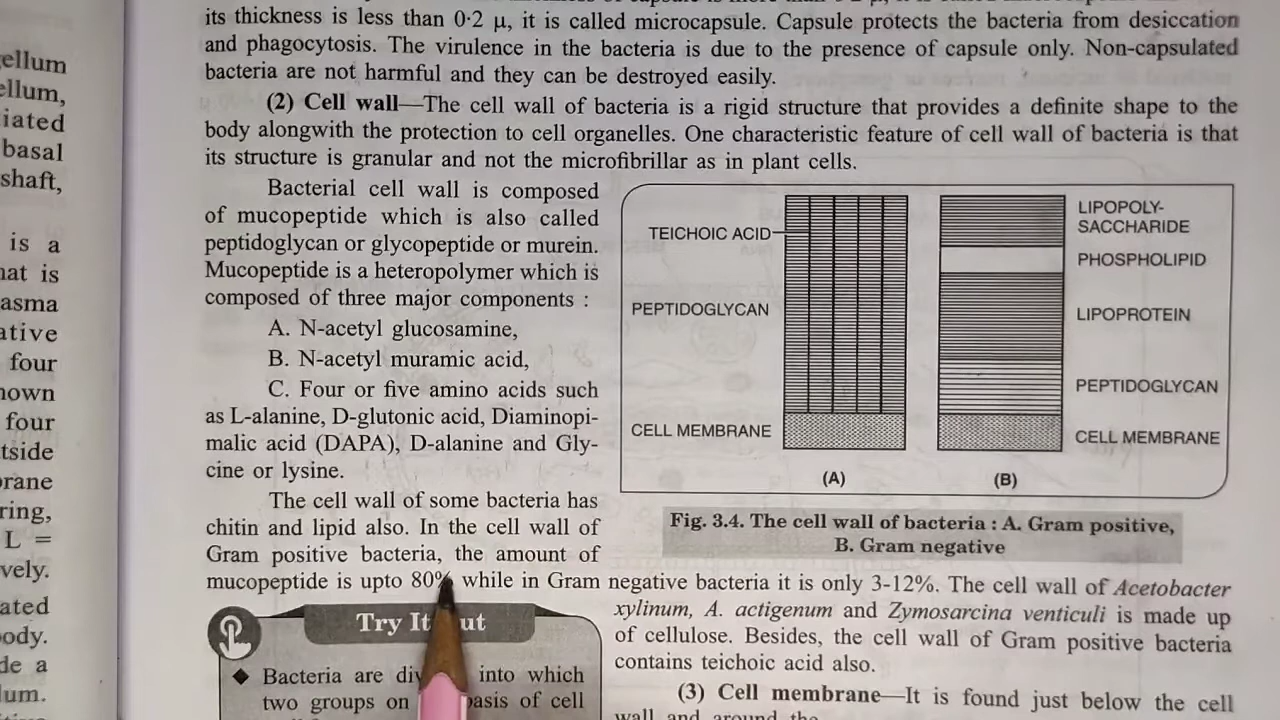 its thickness is less than 0·2 μ, it is called microcapsule. Capsule protects the bacteria from desiccation
and phagocytosis. The virulence in the bacteria is due to the presence of capsule only. Non-capsulated
bacteria are not harmful and they can be destroyed easily.
(2) Cell wall—The cell wall of bacteria is a rigid structure that provides a definite shape to the
body alongwith the protection to cell organelles. One characteristic feature of cell wall of bacteria is that
its structure is granular and not the microfibrillar as in plant cells.
Bacterial cell wall is composed
of mucopeptide which is also called
peptidoglycan or glycopeptide or murein.
Mucopeptide is a heteropolymer which is
composed of three major components :
A. N-acetyl glucosamine,
B. N-acetyl muramic acid,
C. Four or five amino acids such
as L-alanine, D-glutonic acid, Diaminopi-
malic acid (DAPA), D-alanine and Gly-
cine or lysine.
The cell wall of some bacteria has
chitin and lipid also. In the cell wall of
Gram positive bacteria, the amount of
mucopeptide is upto 80% while in Gram negative bacteria it is only 3-12%. The cell wall of Acetobacter
xylinum, A. actigenum and Zymosarcina venticuli is made up
of cellulose. Besides, the cell wall of Gram positive bacteria
contains teichoic acid also.
(3) Cell membrane—It is found just below the cell
wall and around the
TEICHOIC ACID
PEPTIDOGLYCAN
CELL MEMBRANE
(A)
LIPOPOLY-
SACCHARIDE
PHOSPHOLIPID
LIPOPROTEIN
PEPTIDOGLYCAN
CELL MEMBRANE
(B)
Fig. 3.4. The cell wall of bacteria : A. Gram positive,
B. Gram negative
Try It
Bacteria are into which
two groups on of cell
ellum
ellum,
iated
basal
shaft,
is a
hat is
asma
ative
four
nown
four
tside
rane
ring,
L =
vely.
ated
ody.
de a
lum.